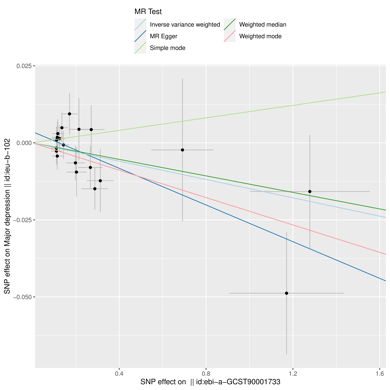 MR Test
Inverse variance weighted
Weighted median
MR Egger
Weighted mode
Simple mode
0.025
0.000
−0.025
−0.050
0.4
0.8
1.2
1.6
SNP effect on Major depression || id:ieu−b−102
SNP effect on || id:ebi−a−GCST90001733